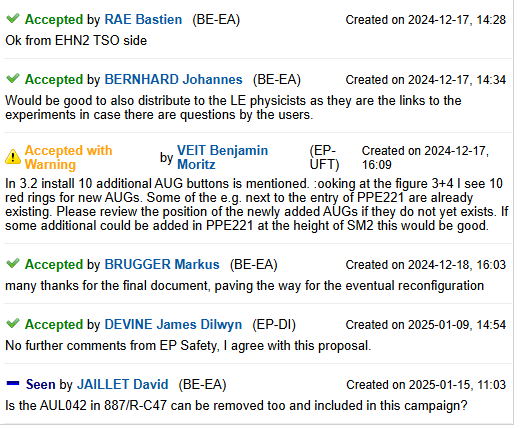 Accepted by RAE Bastien (BE-EA) Created on 2024-12-17, 14:28
Ok from EHN2 TSO side
Accepted by BERNHARD Johannes (BE-EA) Created on 2024-12-17, 14:34
Would be good to also distribute to the LE physicists as they are the links to the
experiments in case there are questions by the users.
Accepted with Warning by VEIT Benjamin Moritz (EP-UFT) Created on 2024-12-17, 16:09
In 3.2 install 10 additional AUG buttons is mentioned. :ooking at the figure 3+4 I see 10
red rings for new AUGs. Some of the e.g. next to the entry of PPE221 are already
existing. Please review the position of the newly added AUGs if they do not yet exists. If
some additional could be added in PPE221 at the height of SM2 this would be good.
Accepted by BRUGGER Markus (BE-EA) Created on 2024-12-18, 16:03
many thanks for the final document, paving the way for the eventual reconfiguration
Accepted by DEVINE James Dilwyn (EP-DI) Created on 2025-01-09, 14:54
No further comments from EP Safety, I agree with this proposal.
Seen by JAILLET David (BE-EA) Created on 2025-01-15, 11:03
Is the AUL042 in 887/R-C47 can be removed too and included in this campaign?